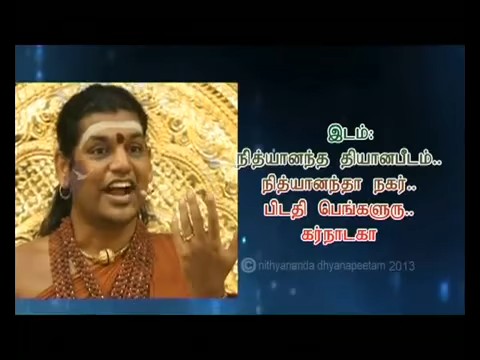 இடம்:
நித்யானந்த தியானபீடம்..
நித்யானந்தா நகர்..
பிடதி பெங்களுரு..
கர்நாடகா
© nithyananda dhyanapeetam 2013